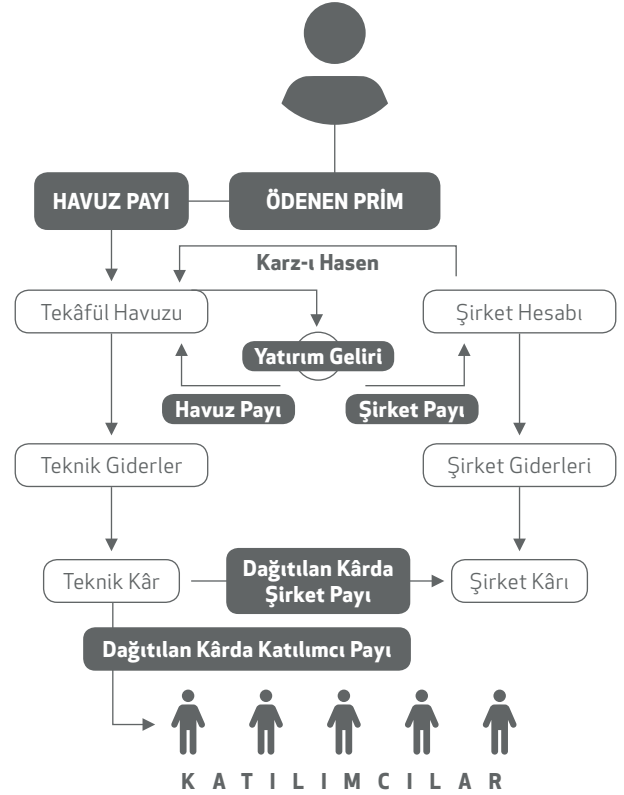 HAVUZ PAYI
ÖDENEN PRİM
Karz-ı Hasen
Tekâfül Havuzu
Şirket Hesabı
Yatırım Geliri
Havuz Payı
Şirket Payı
Teknik Giderler
Şirket Giderleri
Teknik Kâr
Dağıtılan Kârda
Şirket Payı
Şirket Kârı
Dağıtılan Kârda Katılımcı Payı
KATILIMCILAR